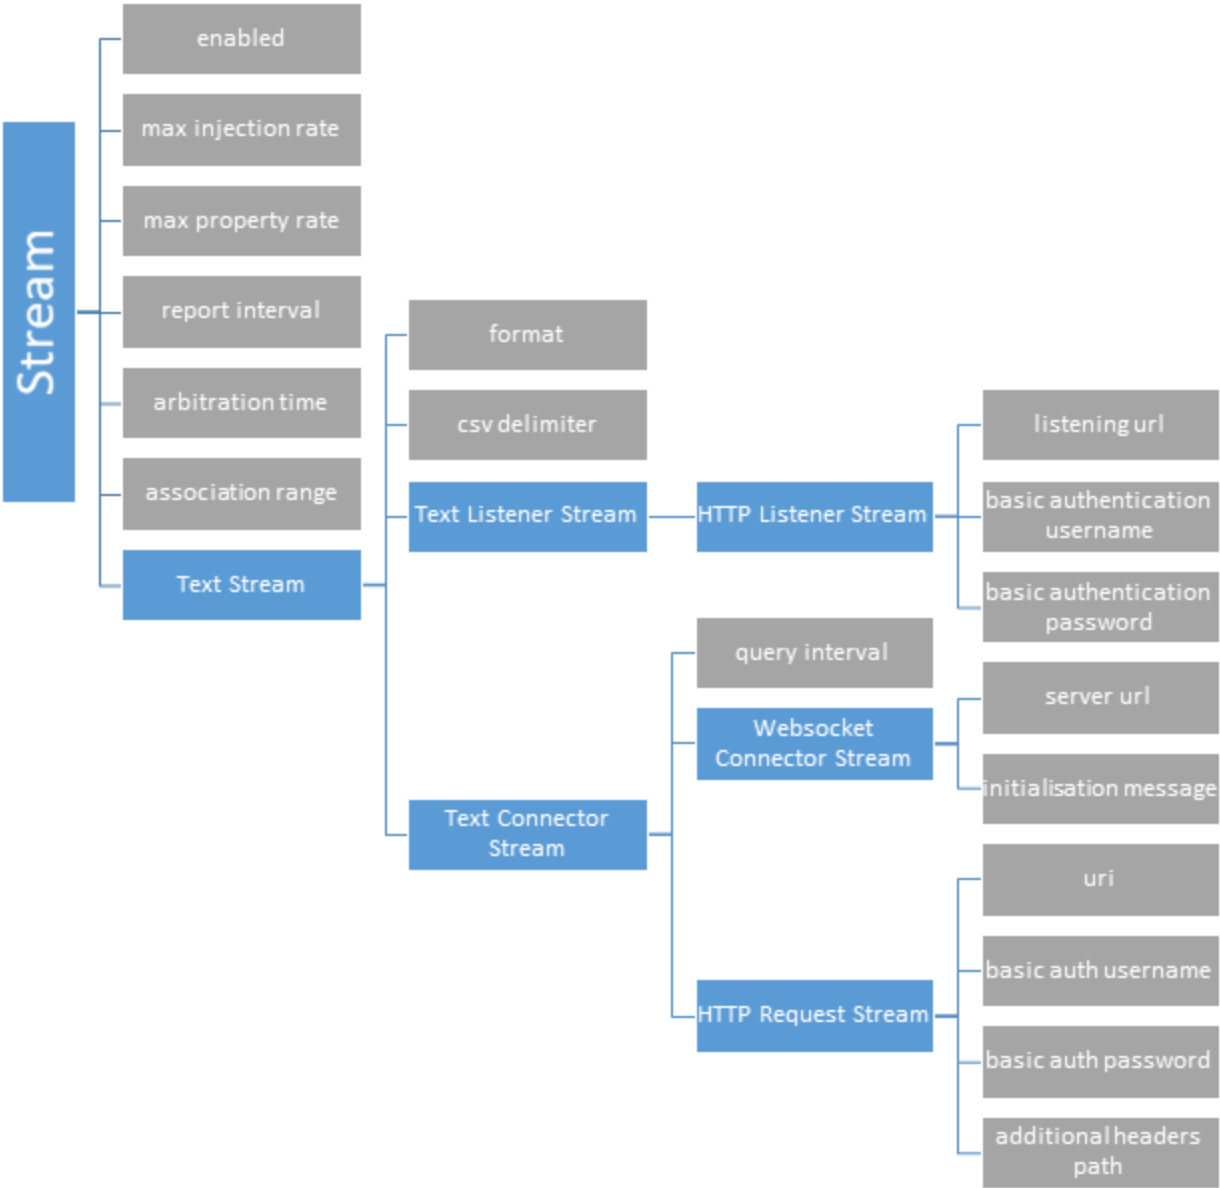 Stream
enabled
max injection rate
max property rate
report interval
arbitration time
association range
Text Stream
format
csv delimiter
Text Listener Stream
Text Connector
Stream
HTTP Listener Stream
query interval
Websocket
Connector Stream
HTTP Request Stream
listening url
basic authentication
username
basic authentication
password
server url
initialisation message
uri
basic auth username
basic auth password
additional headers
path